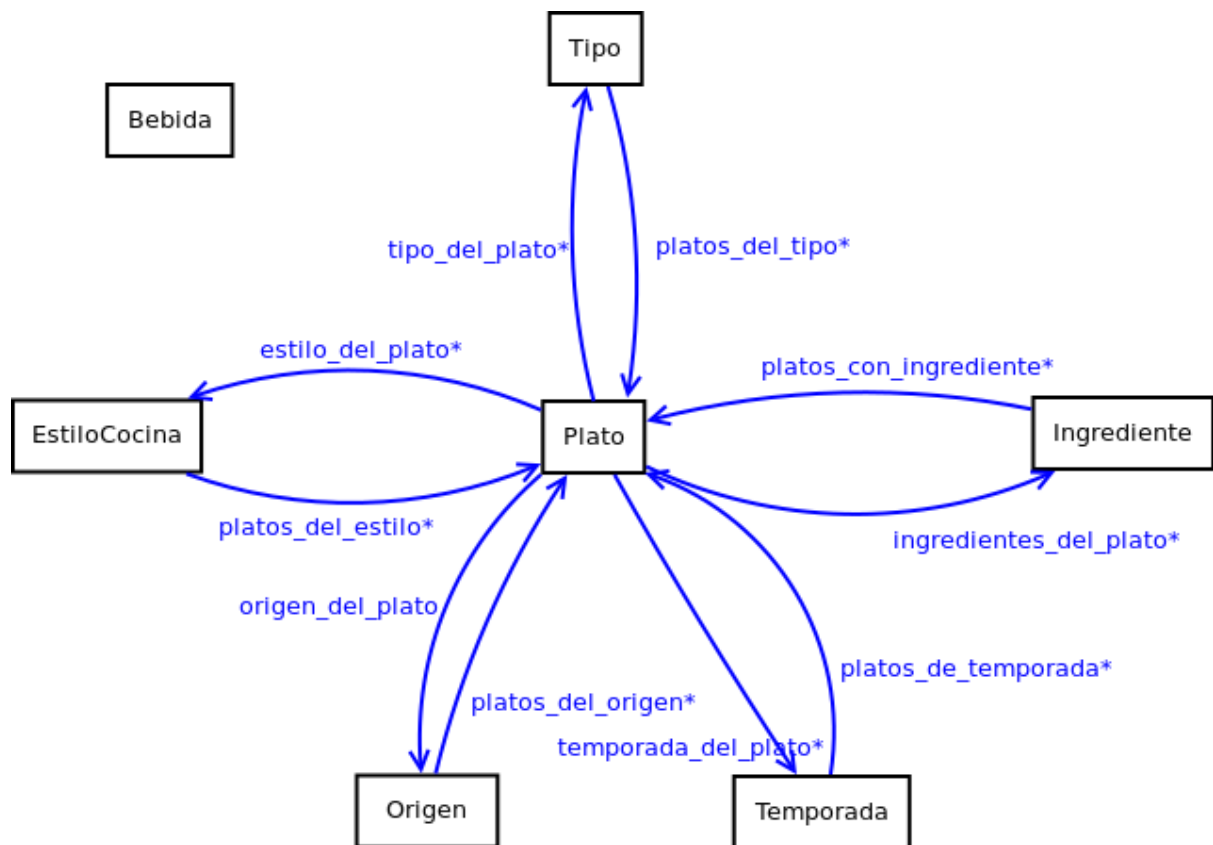 Tipo
Bebida
tipo_del_plato*
platos_del_tipo*
estilo_del_plato*
platos_con_ingrediente*
EstiloCocina
Plato
Ingrediente
platos_del_estilo*
ingredientes_del_plato*
origen_del_plato
platos_de_temporada*
platos_del_origen*
temporada_del_plato*
Origen
Temporada